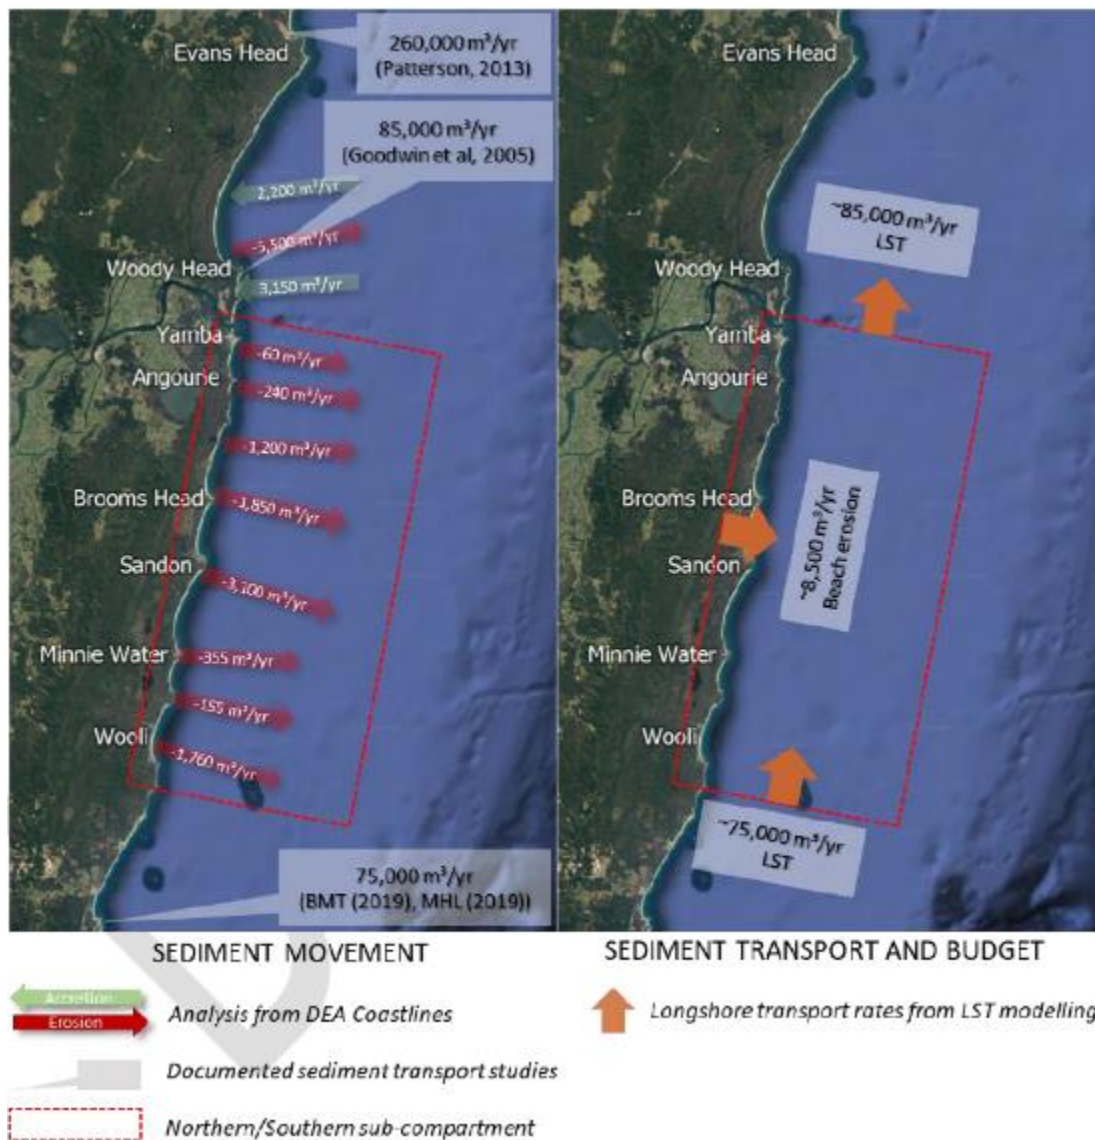 Evans Head
260,000 m³/yr
(Patterson, 2013)
85,000 m³/yr
(Goodwin et al, 2005)
2,200 m³/yr
-5,500 m³/yr
Woody Head
3,150 m³/yr
Yamba
-60 m³/yr
Angourie
-240 m³/yr
-1,200 m³/yr
Brooms Head
-1,850 m³/yr
Sandon
-3,100 m³/yr
Minnie Water
-355 m³/yr
-155 m³/yr
Wooli
-1,760 m³/yr
75,000 m³/yr
(BMT (2019), MHL (2019))
Evans Head
~85,000 m³/yr
LST
Woody Head
Yamba
Angourie
Brooms Head
~8,500 m³/yr
Beach erosion
Sandon
Minnie Water
Wooli
~75,000 m³/yr
LST
SEDIMENT MOVEMENT
Accretion
Erosion
Analysis from DEA Coastlines
Documented sediment transport studies
Northern/Southern sub-compartment
SEDIMENT TRANSPORT AND BUDGET
Longshore transport rates from LST modelling